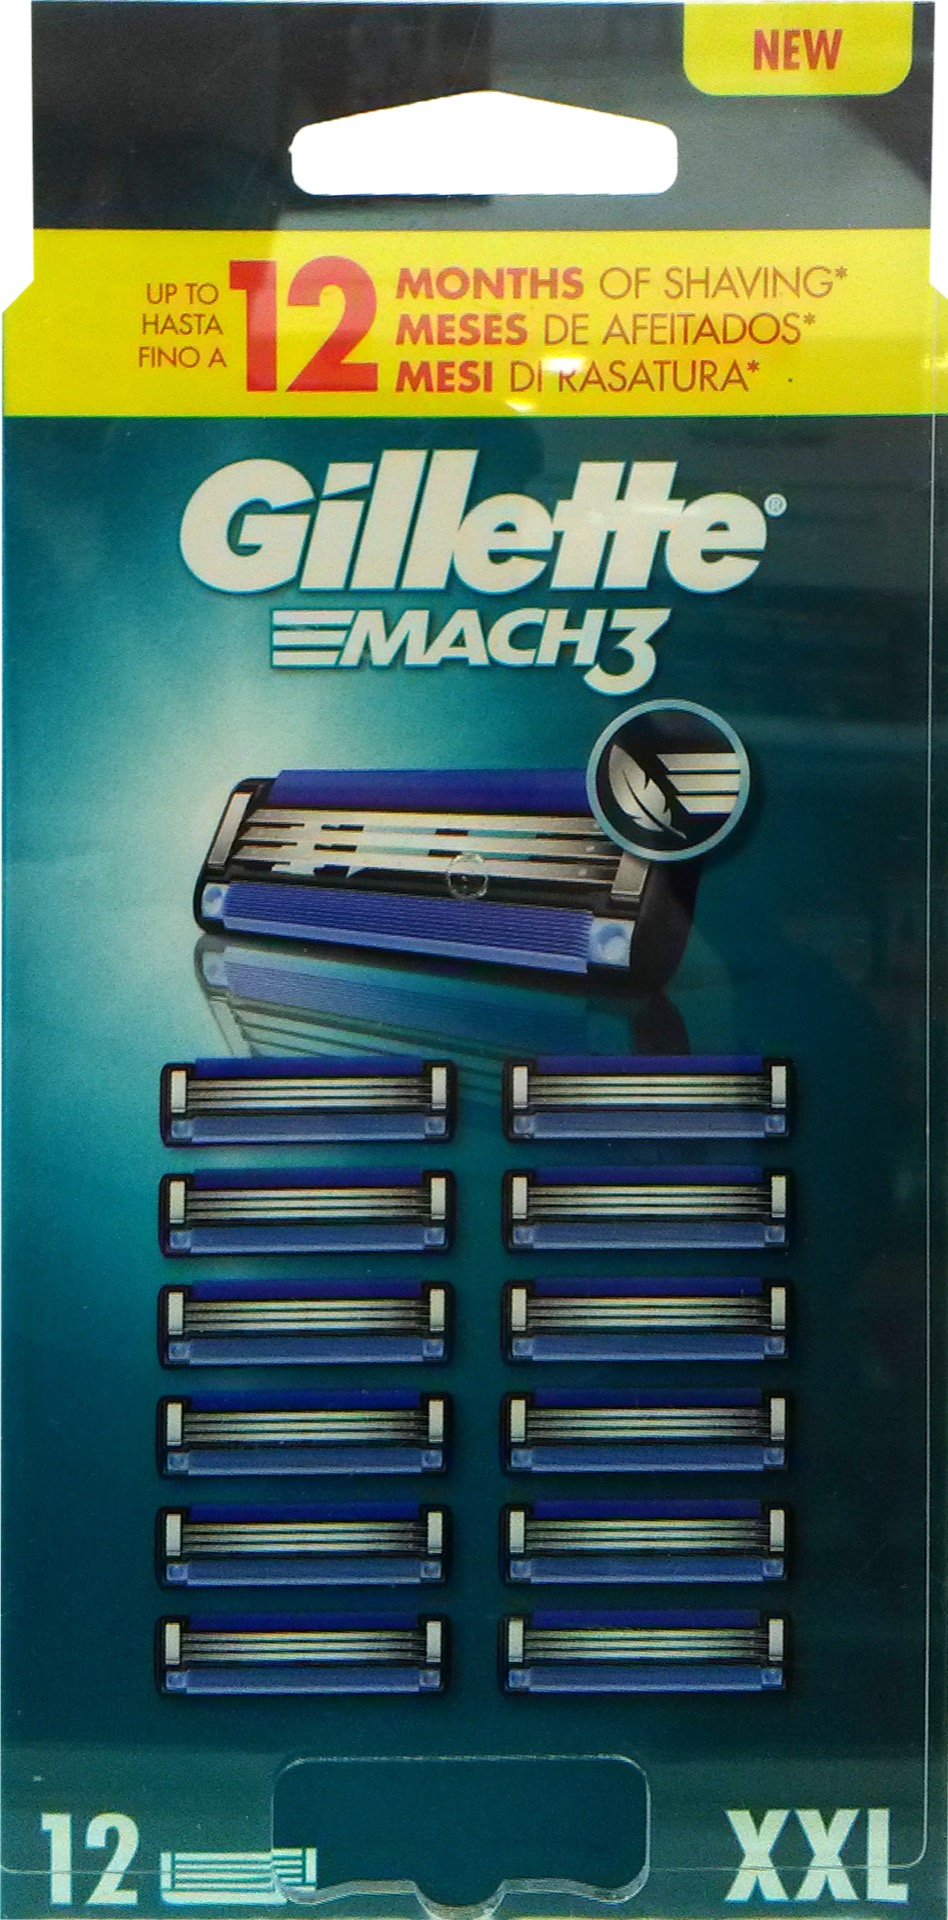 NEW
UP TO
HASTA
FINO A
12
MONTHS OF SHAVING*
MESES DE AFEITADOS*
MESI DI RASATURA*
Gillette®
MACH3
12
XXL